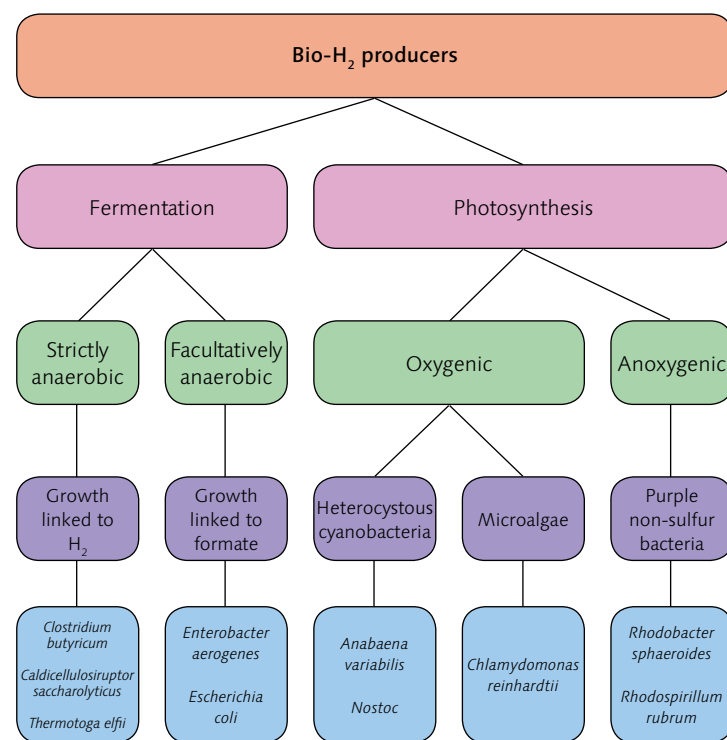 Bio-H₂ producers
Fermentation
Photosynthesis
Strictly
anaerobic
Facultatively
anaerobic
Oxygenic
Anoxygenic
Growth
linked to
H₂
Growth
linked to
formate
Heterocystous
cyanobacteria
Microalgae
Purple
non-sulfur
bacteria
Clostridium
butyricum
Caldicellulosiruptor
saccharolyticus
Thermotoga elfii
Enterobacter
aerogenes
Escherichia
coli
Anabaena
variabilis
Nostoc
Chlamydomonas
reinhardtii
Rhodobacter
sphaeroides
Rhodospirillum
rubrum